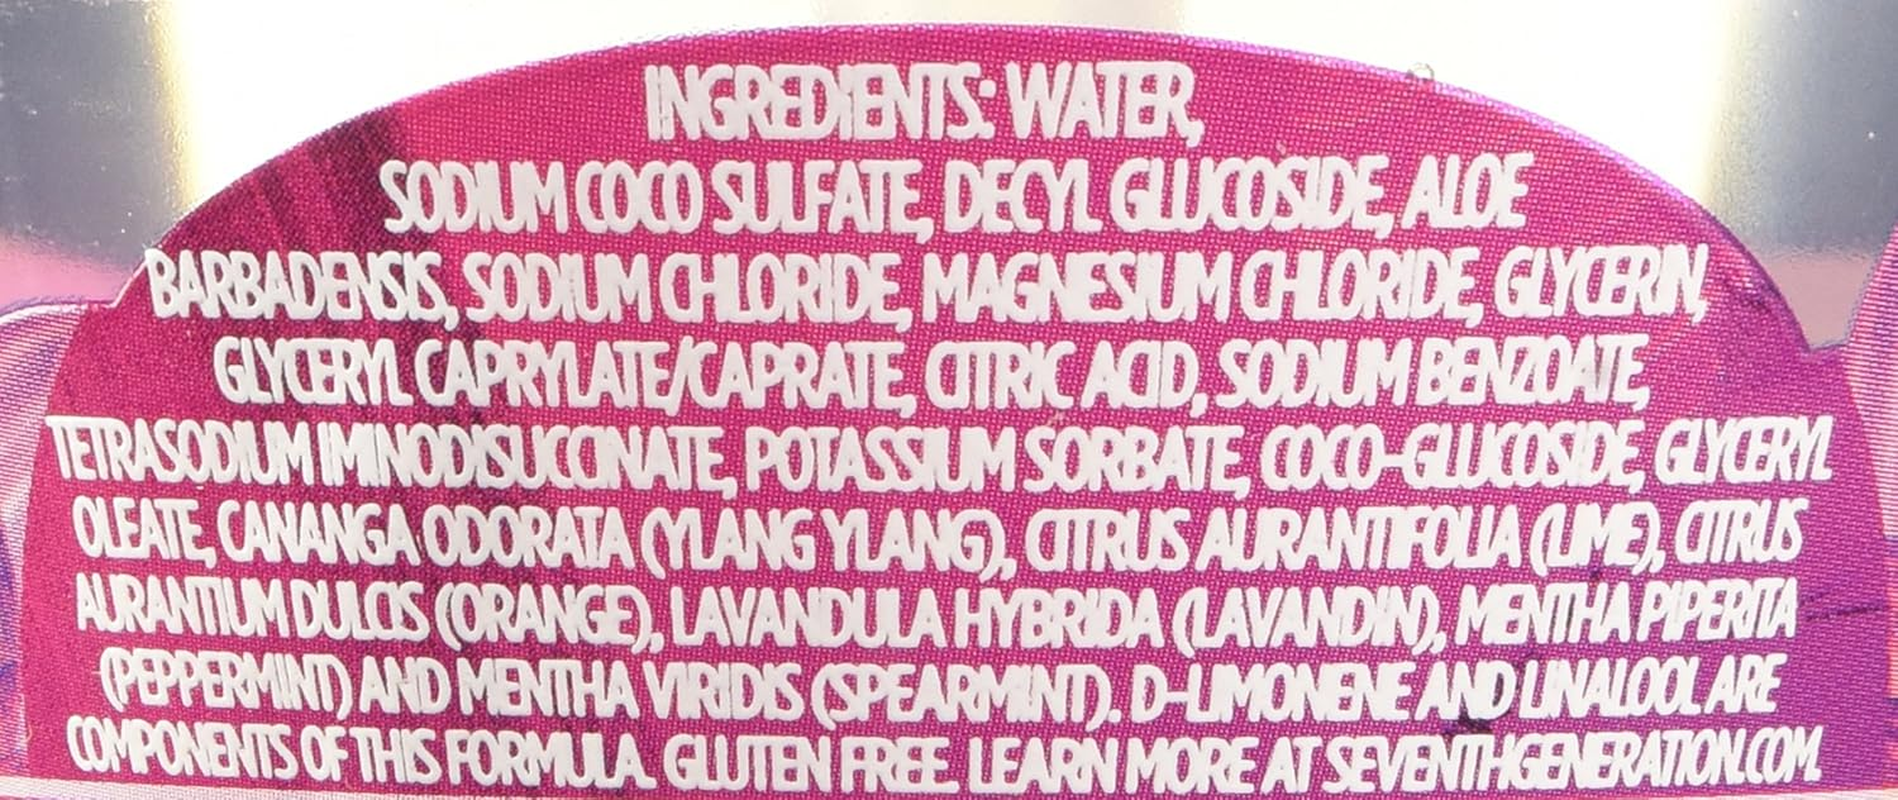 INGREDIENTS: WATER,
SODIUM COCO SULFATE, DECYL GLUCOSIDE, ALOE
BARBADENSIS, SODIUM CHLORIDE, MAGNESIUM CHLORIDE, GLYCERIN,
GLYCERYL CAPRYLATE/CAPRATE, CITRIC ACID, SODIUM BENZOATE,
TETRASODIUM IMINODISUCCINATE, POTASSIUM SORBATE, COCO-GLUCOSIDE, GLYCERYL
OLEATE, CANANGA ODORATA (YLANG YLANG), CITRUS AURANTIFOLIA (LIME), CITRUS
AURANTIUM DULCIS (ORANGE), LAVANDULA HYBRIDA (LAVANDIN), MENTHA PIPERITA
(PEPPERMINT) AND MENTHA VIRIDIS (SPEARMINT). D-LIMONENE AND LINALOOL ARE
COMPONENTS OF THIS FORMULA. GLUTEN FREE. LEARN MORE AT SEVENTHGENERATION.COM.